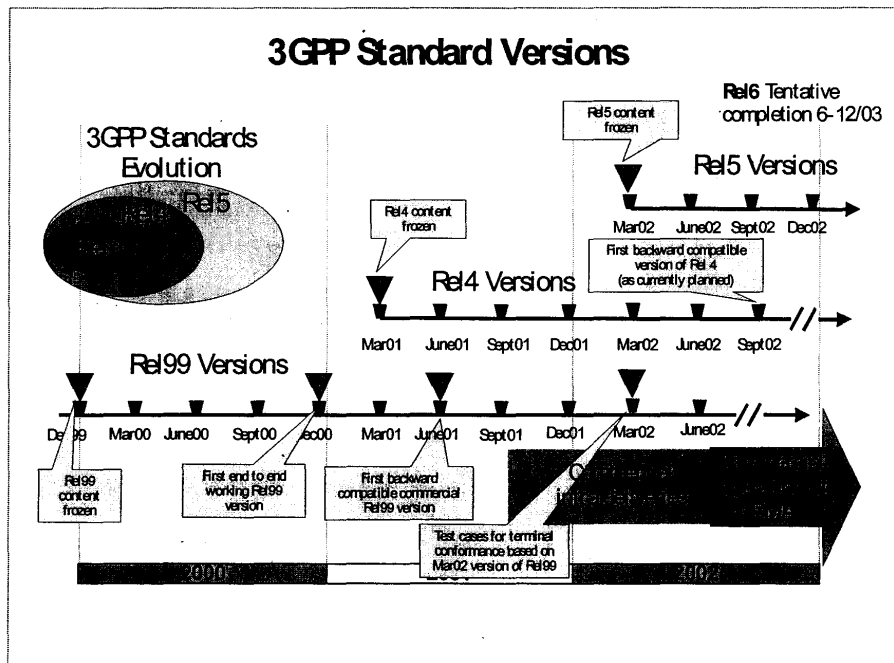 3GPP Standard Versions
Rel6 Tentative
completion 6-12/03
Rel5 content
frozen
3GPP Standards
Evolution
Rel5
Rel5 Versions
Mar02 June02 Sept02 Dec02
Rel4 content
frozen
First backward compatible
version of Rel 4
(as currently planned)
Rel4 Versions
Mar01 June01 Sept01 Dec01 Mar02 June02 Sept02
Rel99 Versions
Mar00 June00 Sept00 Mar01 June01 Sept01 Dec01 Mar02 June02
Rel99
content
frozen
First end to end
working Rel99
version
First backward
compatible commercial
Rel99 version
Test cases for terminal
conformance based on
Mar02 version of Rel99
2000
2002